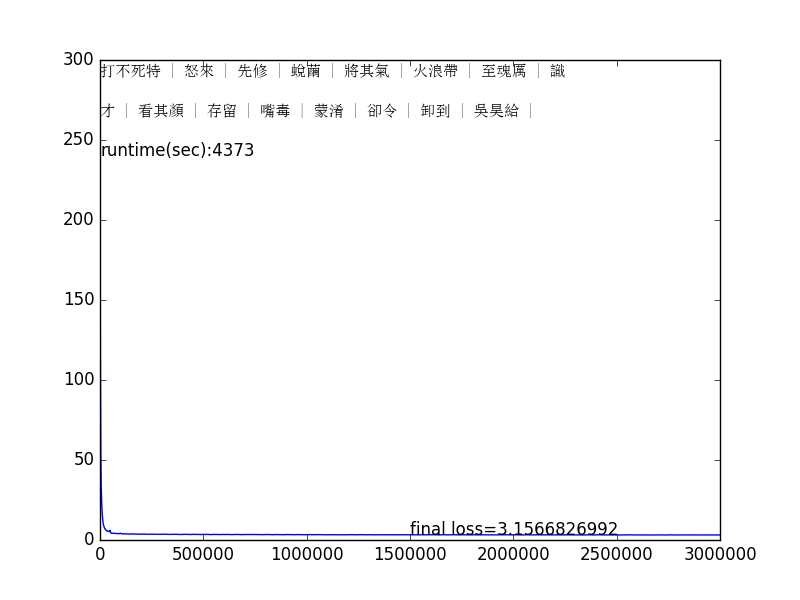 300
打不死特 | 怒來 | 先修 | 蛻繭 | 將其氣 | 火浪帶 | 至魂厲 | 識
才 | 看其顏 | 存留 | 嘴毒 | 蒙淆 | 卻令 | 卸到 | 吳昊給 |
250
runtime(sec):4373
200
150
100
50
final loss=3.1566826992
0
0 500000 1000000 1500000 2000000 2500000 3000000